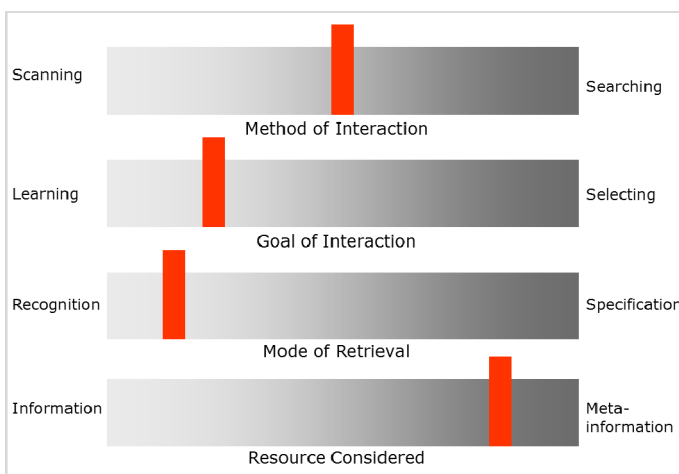 Scanning
Searching
Method of Interaction
Learning
Selecting
Goal of Interaction
Recognition
Specification
Mode of Retrieval
Information
Meta-
information
Resource Considered